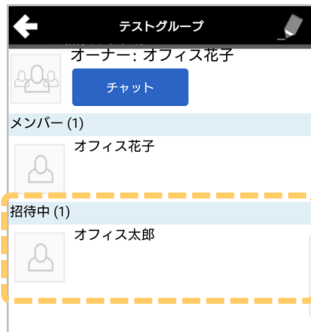 テストグループ
オーナー: オフィス花子
チャット
メンバー (1)
オフィス花子
招待中 (1)
オフィス太郎